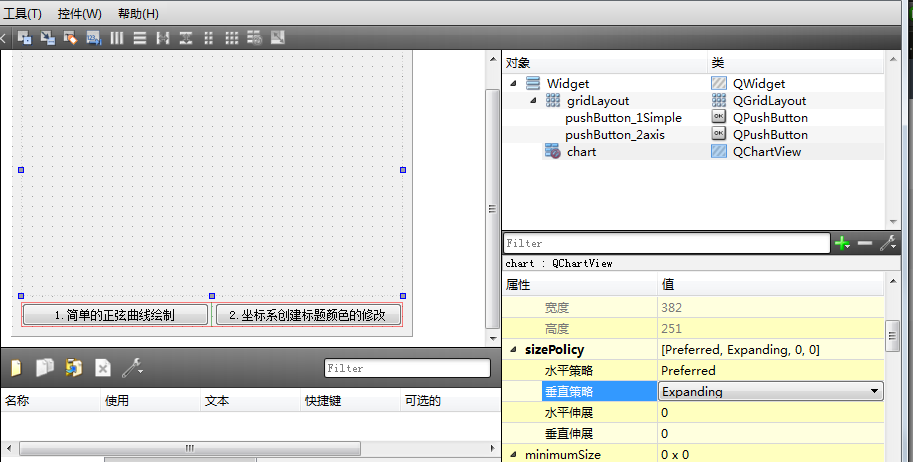 工具(T) 控件(W) 帮助(H)
对象 类
Widget QWidget
gridLayout QGridLayout
pushButton_1Simple QPushButton
pushButton_2axis QPushButton
chart QChartView
Filter
chart : QChartView
属性 值
宽度 382
高度 251
sizePolicy [Preferred, Expanding, 0, 0]
水平策略 Preferred
垂直策略 Expanding
水平伸展 0
垂直伸展 0
minimumSize 0 x 0
1.简单的正弦曲线绘制 2.坐标系创建标题颜色的修改
Filter
名称 使用 文本 快捷键 可选的